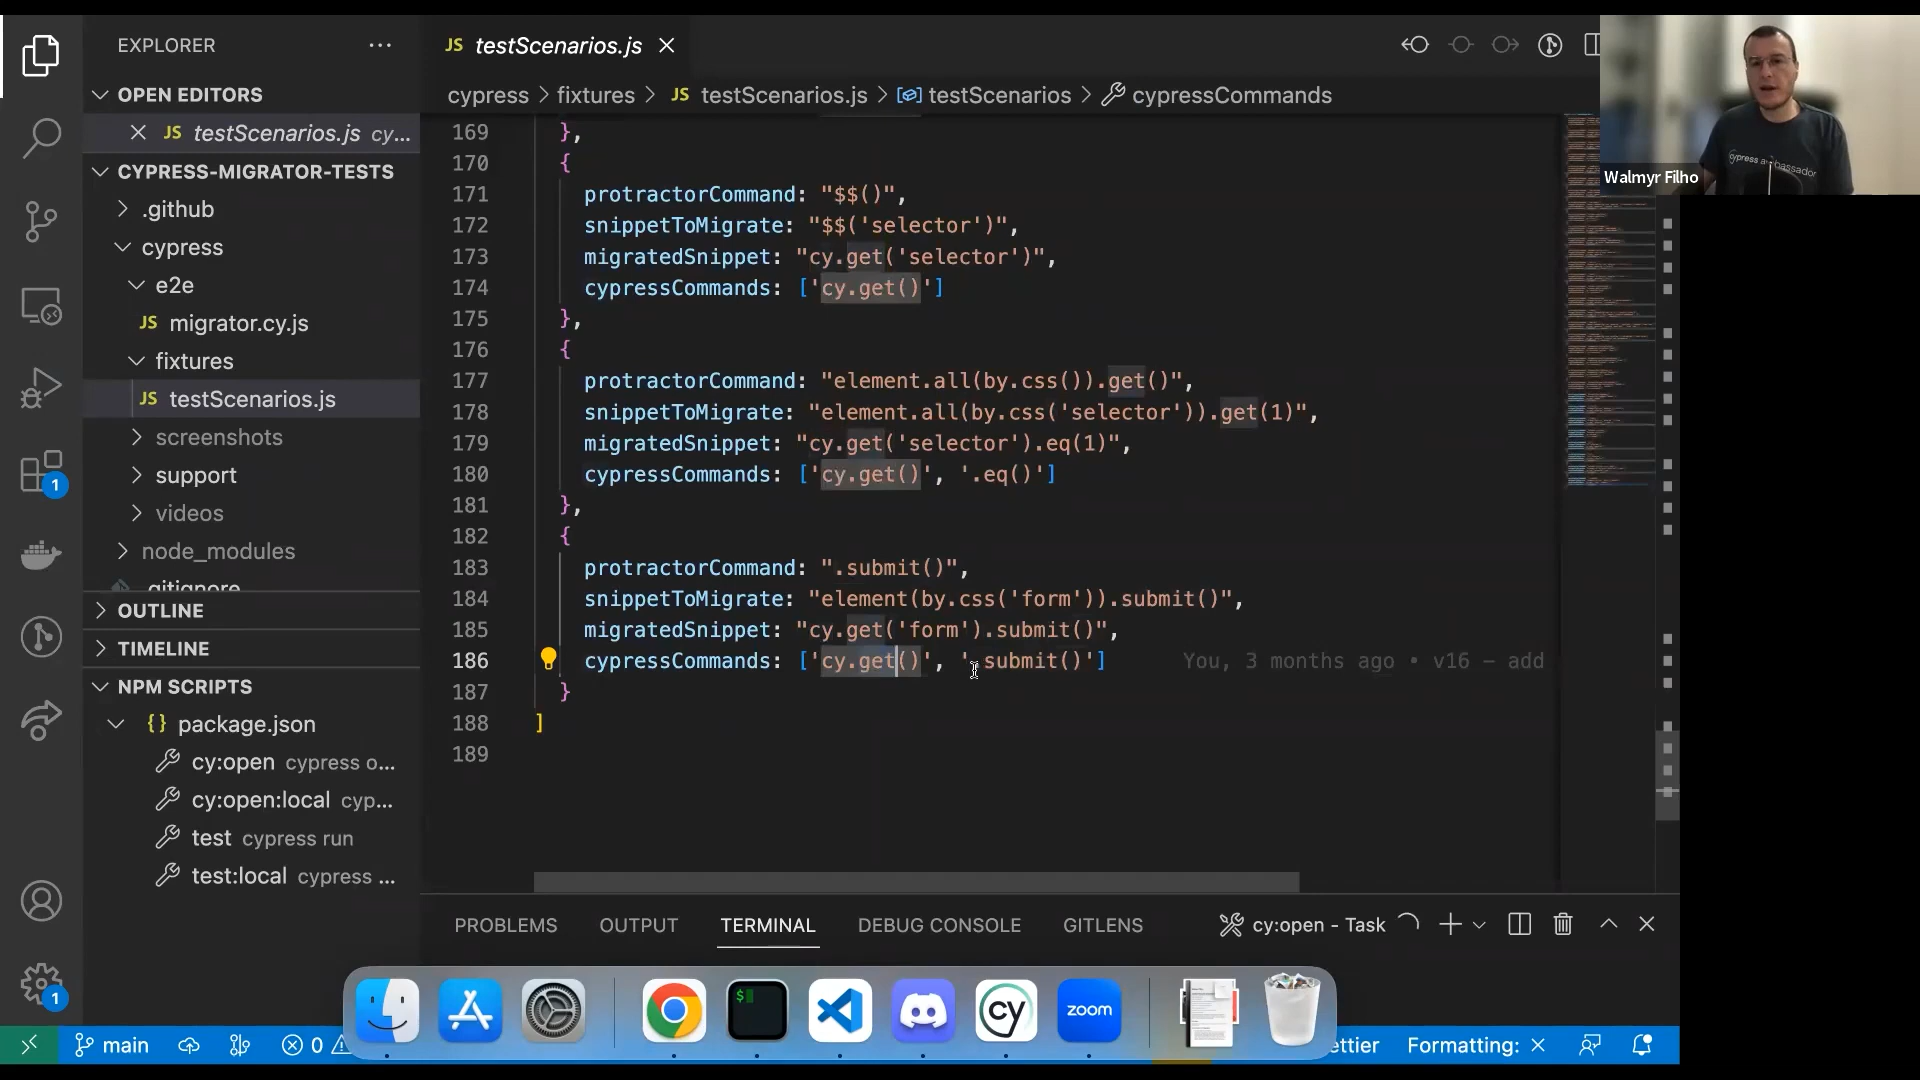 EXPLORER
OPEN EDITORS
JS testScenarios.js cy...
CYPRESS-MIGRATOR-TESTS
.github
cypress
e2e
JS migrator.cy.js
fixtures
JS testScenarios.js
screenshots
support
videos
node_modules
.gitignore
OUTLINE
TIMELINE
NPM SCRIPTS
{} package.json
cy:open cypress o...
cy:open:local cyp...
test cypress run
test:local cypress ...
1
1
JS testScenarios.js
cypress > fixtures > JS testScenarios.js > testScenarios > cypressCommands
169 },
170 {
171 protractorCommand: "$$()",
172 snippetToMigrate: "$$('selector')",
173 migratedSnippet: "cy.get('selector')",
174 cypressCommands: ['cy.get()']
175 },
176 {
177 protractorCommand: "element.all(by.css()).get()",
178 snippetToMigrate: "element.all(by.css('selector')).get(1)",
179 migratedSnippet: "cy.get('selector').eq(1)",
180 cypressCommands: ['cy.get()', '.eq()']
181 },
182 {
183 protractorCommand: ".submit()",
184 snippetToMigrate: "element(by.css('form')).submit()",
185 migratedSnippet: "cy.get('form').submit()",
186 cypressCommands: ['cy.get()', '.submit()'] You, 3 months ago • v16 – add
187 }
188 ]
189
PROBLEMS OUTPUT TERMINAL DEBUG CONSOLE GITLENS cy:open - Task
cypress ambassador
Walmyr Filho
$
cy
zoom
main 0 ettier Formatting: